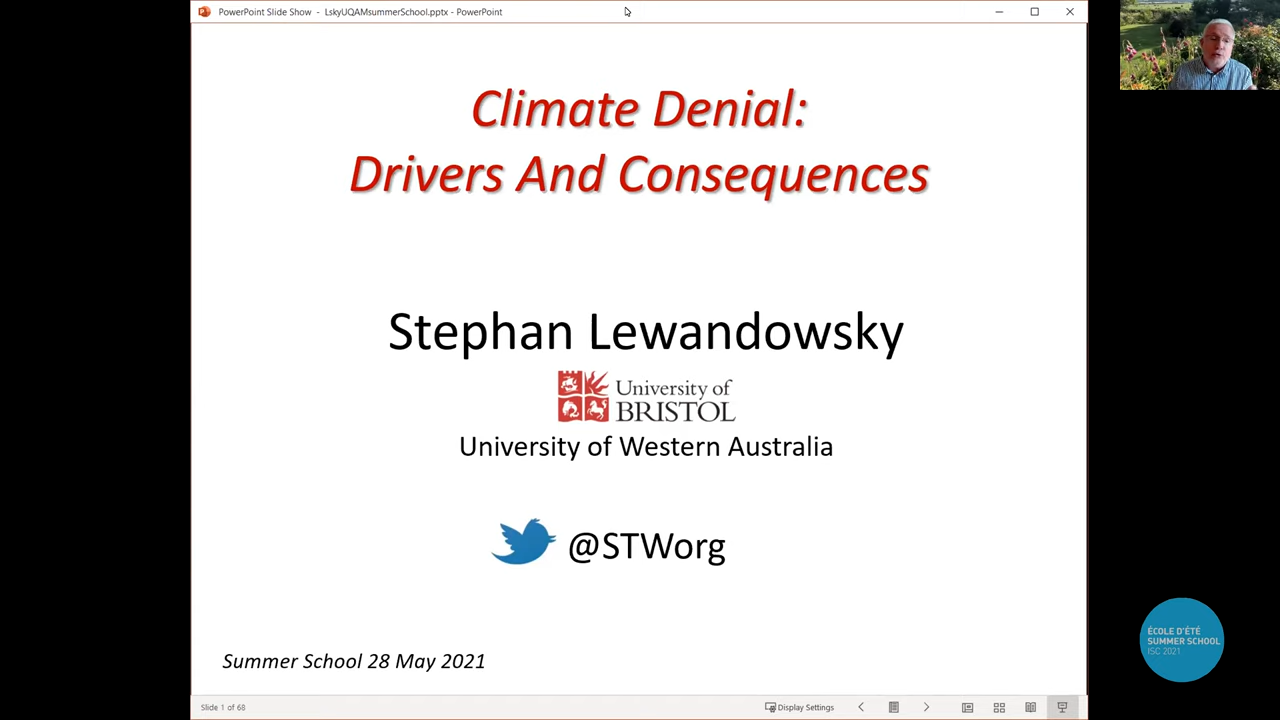 PowerPoint Slide Show - LskyUQAMsummerSchool.pptx - PowerPoint
Climate Denial:
Drivers And Consequences
Stephan Lewandowsky
University of
BRISTOL
University of Western Australia
@STWorg
Summer School 28 May 2021
ÉCOLE D'ÉTÉ
SUMMER SCHOOL
ISC 2021
Slide 1 of 68
Display Settings